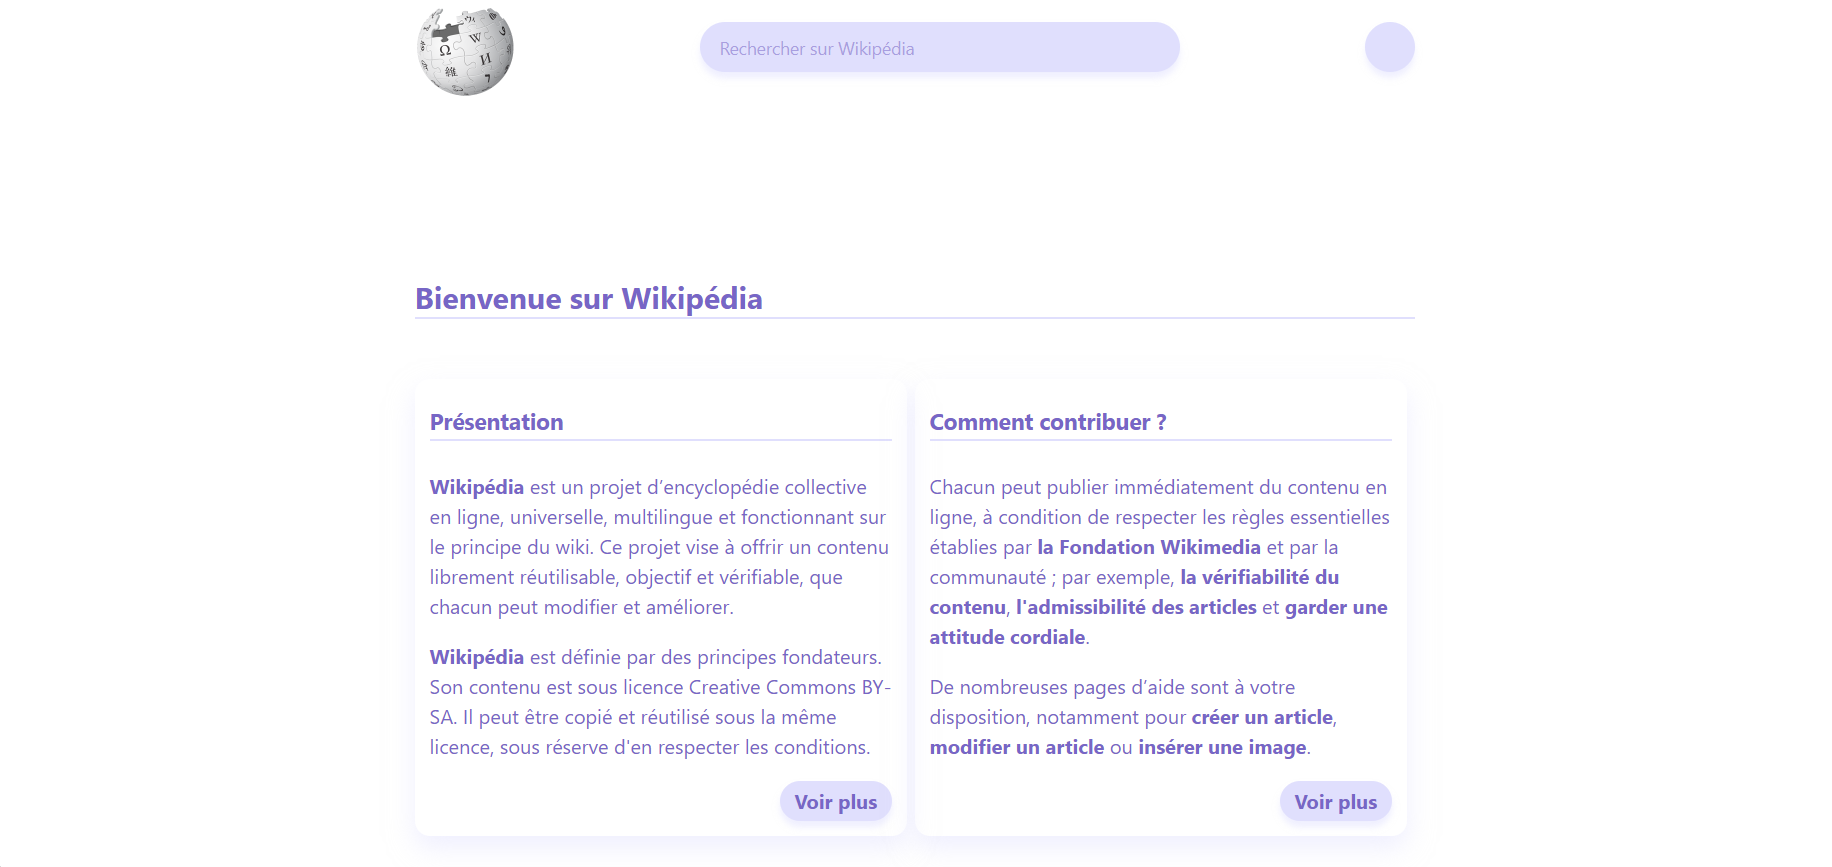 Rechercher sur Wikipédia
Bienvenue sur Wikipédia
Présentation
Wikipédia est un projet d’encyclopédie collective
en ligne, universelle, multilingue et fonctionnant sur
le principe du wiki. Ce projet vise à offrir un contenu
librement réutilisable, objectif et vérifiable, que
chacun peut modifier et améliorer.
Wikipédia est définie par des principes fondateurs.
Son contenu est sous licence Creative Commons BY-
SA. Il peut être copié et réutilisé sous la même
licence, sous réserve d'en respecter les conditions.
Voir plus
Comment contribuer ?
Chacun peut publier immédiatement du contenu en
ligne, à condition de respecter les règles essentielles
établies par la Fondation Wikimedia et par la
communauté ; par exemple, la vérifiabilité du
contenu, l'admissibilité des articles et garder une
attitude cordiale.
De nombreuses pages d’aide sont à votre
disposition, notamment pour créer un article,
modifier un article ou insérer une image.
Voir plus